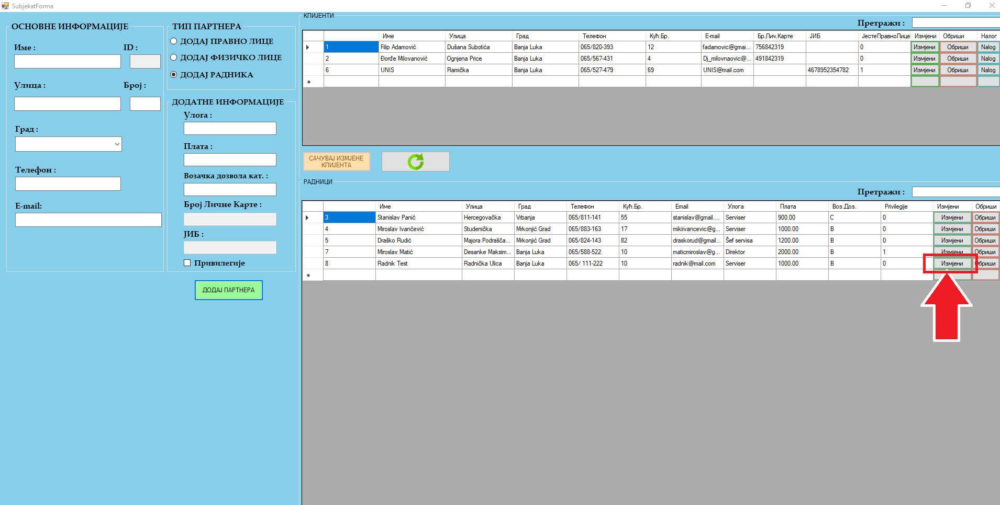 SubjekatForma
ОСНОВНЕ ИНФОРМАЦИЈЕ
Име :
ID :
Улица :
Број :
Град :
Телефон :
E-mail:
ТИП ПАРТНЕРА
ДОДАЈ ПРАВНО ЛИЦЕ
ДОДАЈ ФИЗИЧКО ЛИЦЕ
ДОДАЈ РАДНИКА
ДОДАТНЕ ИНФОРМАЦИЈЕ
Улога :
Плата :
Возачка дозвола кат. :
Број Личне Карте :
ЈИБ :
Привилегије
ДОДАЈ ПАРТНЕРА
КЛИЈЕНТИ
Претражи :
Име Улица Град Телефон Кућ.Бр. E-mail Бр.Лич.Карте ЈИБ ЈестеПравноЛице Измјени Обриши Налог
1 Filip Adamović Dušana Subotića Banja Luka 065/820-393 12 fadamovic@gmai... 756842319 0 Измјени Обриши Nalog
2 Đorđe Milovanović Ognjena Price Banja Luka 065/567-431 4 Dj_milovnaovic@... 491842319 0 Измјени Обриши Nalog
6 UNIS Ramička Banja Luka 065/527-479 69 UNIS@mail.com 4678952354782 1 Измјени Обриши Nalog
САЧУВАЈ ИЗМЈЕНЕ
КЛИЈЕНТА
РАДНИЦИ
Претражи :
Име Улица Град Телефон Кућ.Бр. Email Улога Плата Воз.Доз. Privilegije Измјени Обриши
3 Stanislav Panić Hercegovačka Vrbanja 065/811-141 55 stanislav@gmail.... Serviser 900.00 C 0 Измјени Обриши
4 Miroslav Ivančević Studenička Mrkonjić Grad 065/883-163 17 mikiivancevic@g... Serviser 1000.00 B 0 Измјени Обриши
5 Draško Rudić Majora Podrašča... Mrkonjić Grad 065/824-143 82 draskorud@gmail... Šef servisa 1200.00 B 0 Измјени Обриши
7 Miroslav Matić Desanke Maksim... Banja Luka 065/588-522 10 maticmiroslav@g... Direktor 2000.00 B 1 Измјени Обриши
8 Radnik Test Radnička Ulica Banja Luka 065/ 111-222 10 radnik@mail.com Serviser 1000.00 B 0 Измјени Обриши